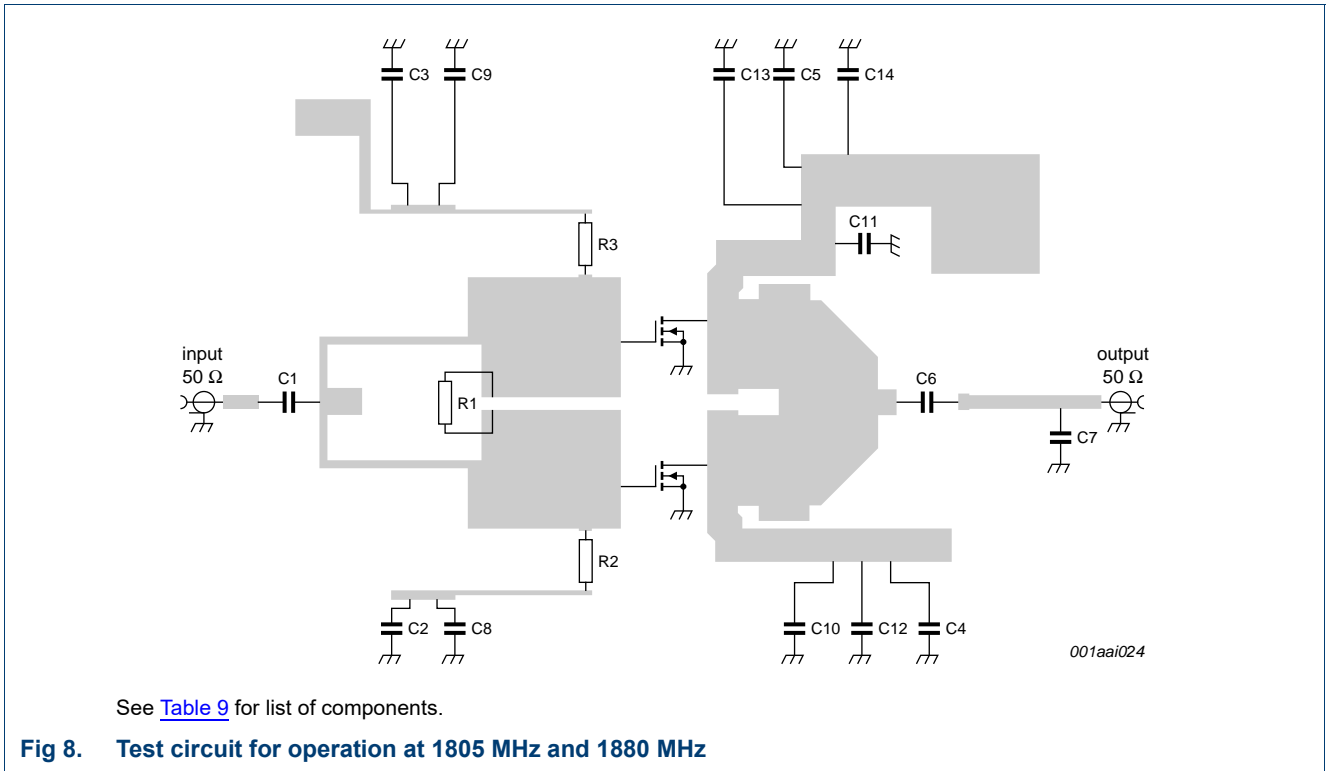 C3
C9
C13
C5
C14
C11
R3
input
50 Ω
C1
R1
C6
output
50 Ω
C7
R2
C2
C8
C10
C12
C4
001aai024
See Table 9 for list of components.
Fig 8. Test circuit for operation at 1805 MHz and 1880 MHz